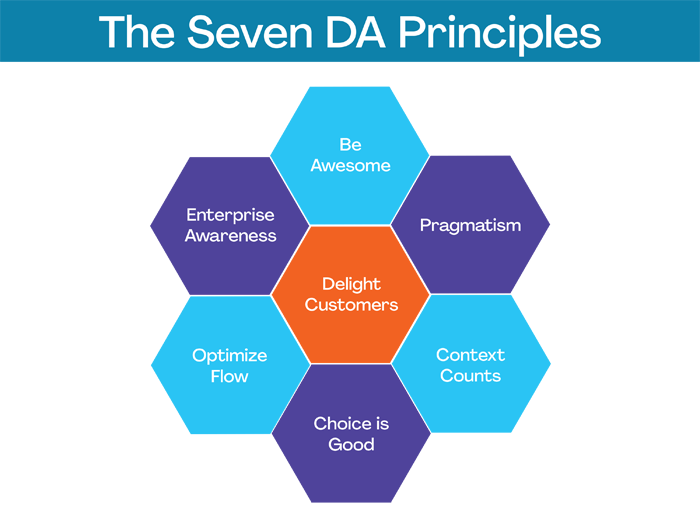 The Seven DA Principles
Be
Awesome
Enterprise
Awareness
Pragmatism
Delight
Customers
Optimize
Flow
Context
Counts
Choice is
Good